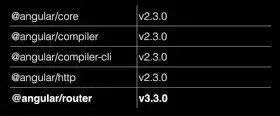 @angular/core v2.3.0
@angular/compiler v2.3.0
@angular/compiler-cli v2.3.0
@angular/http v2.3.0
@angular/router v3.3.0